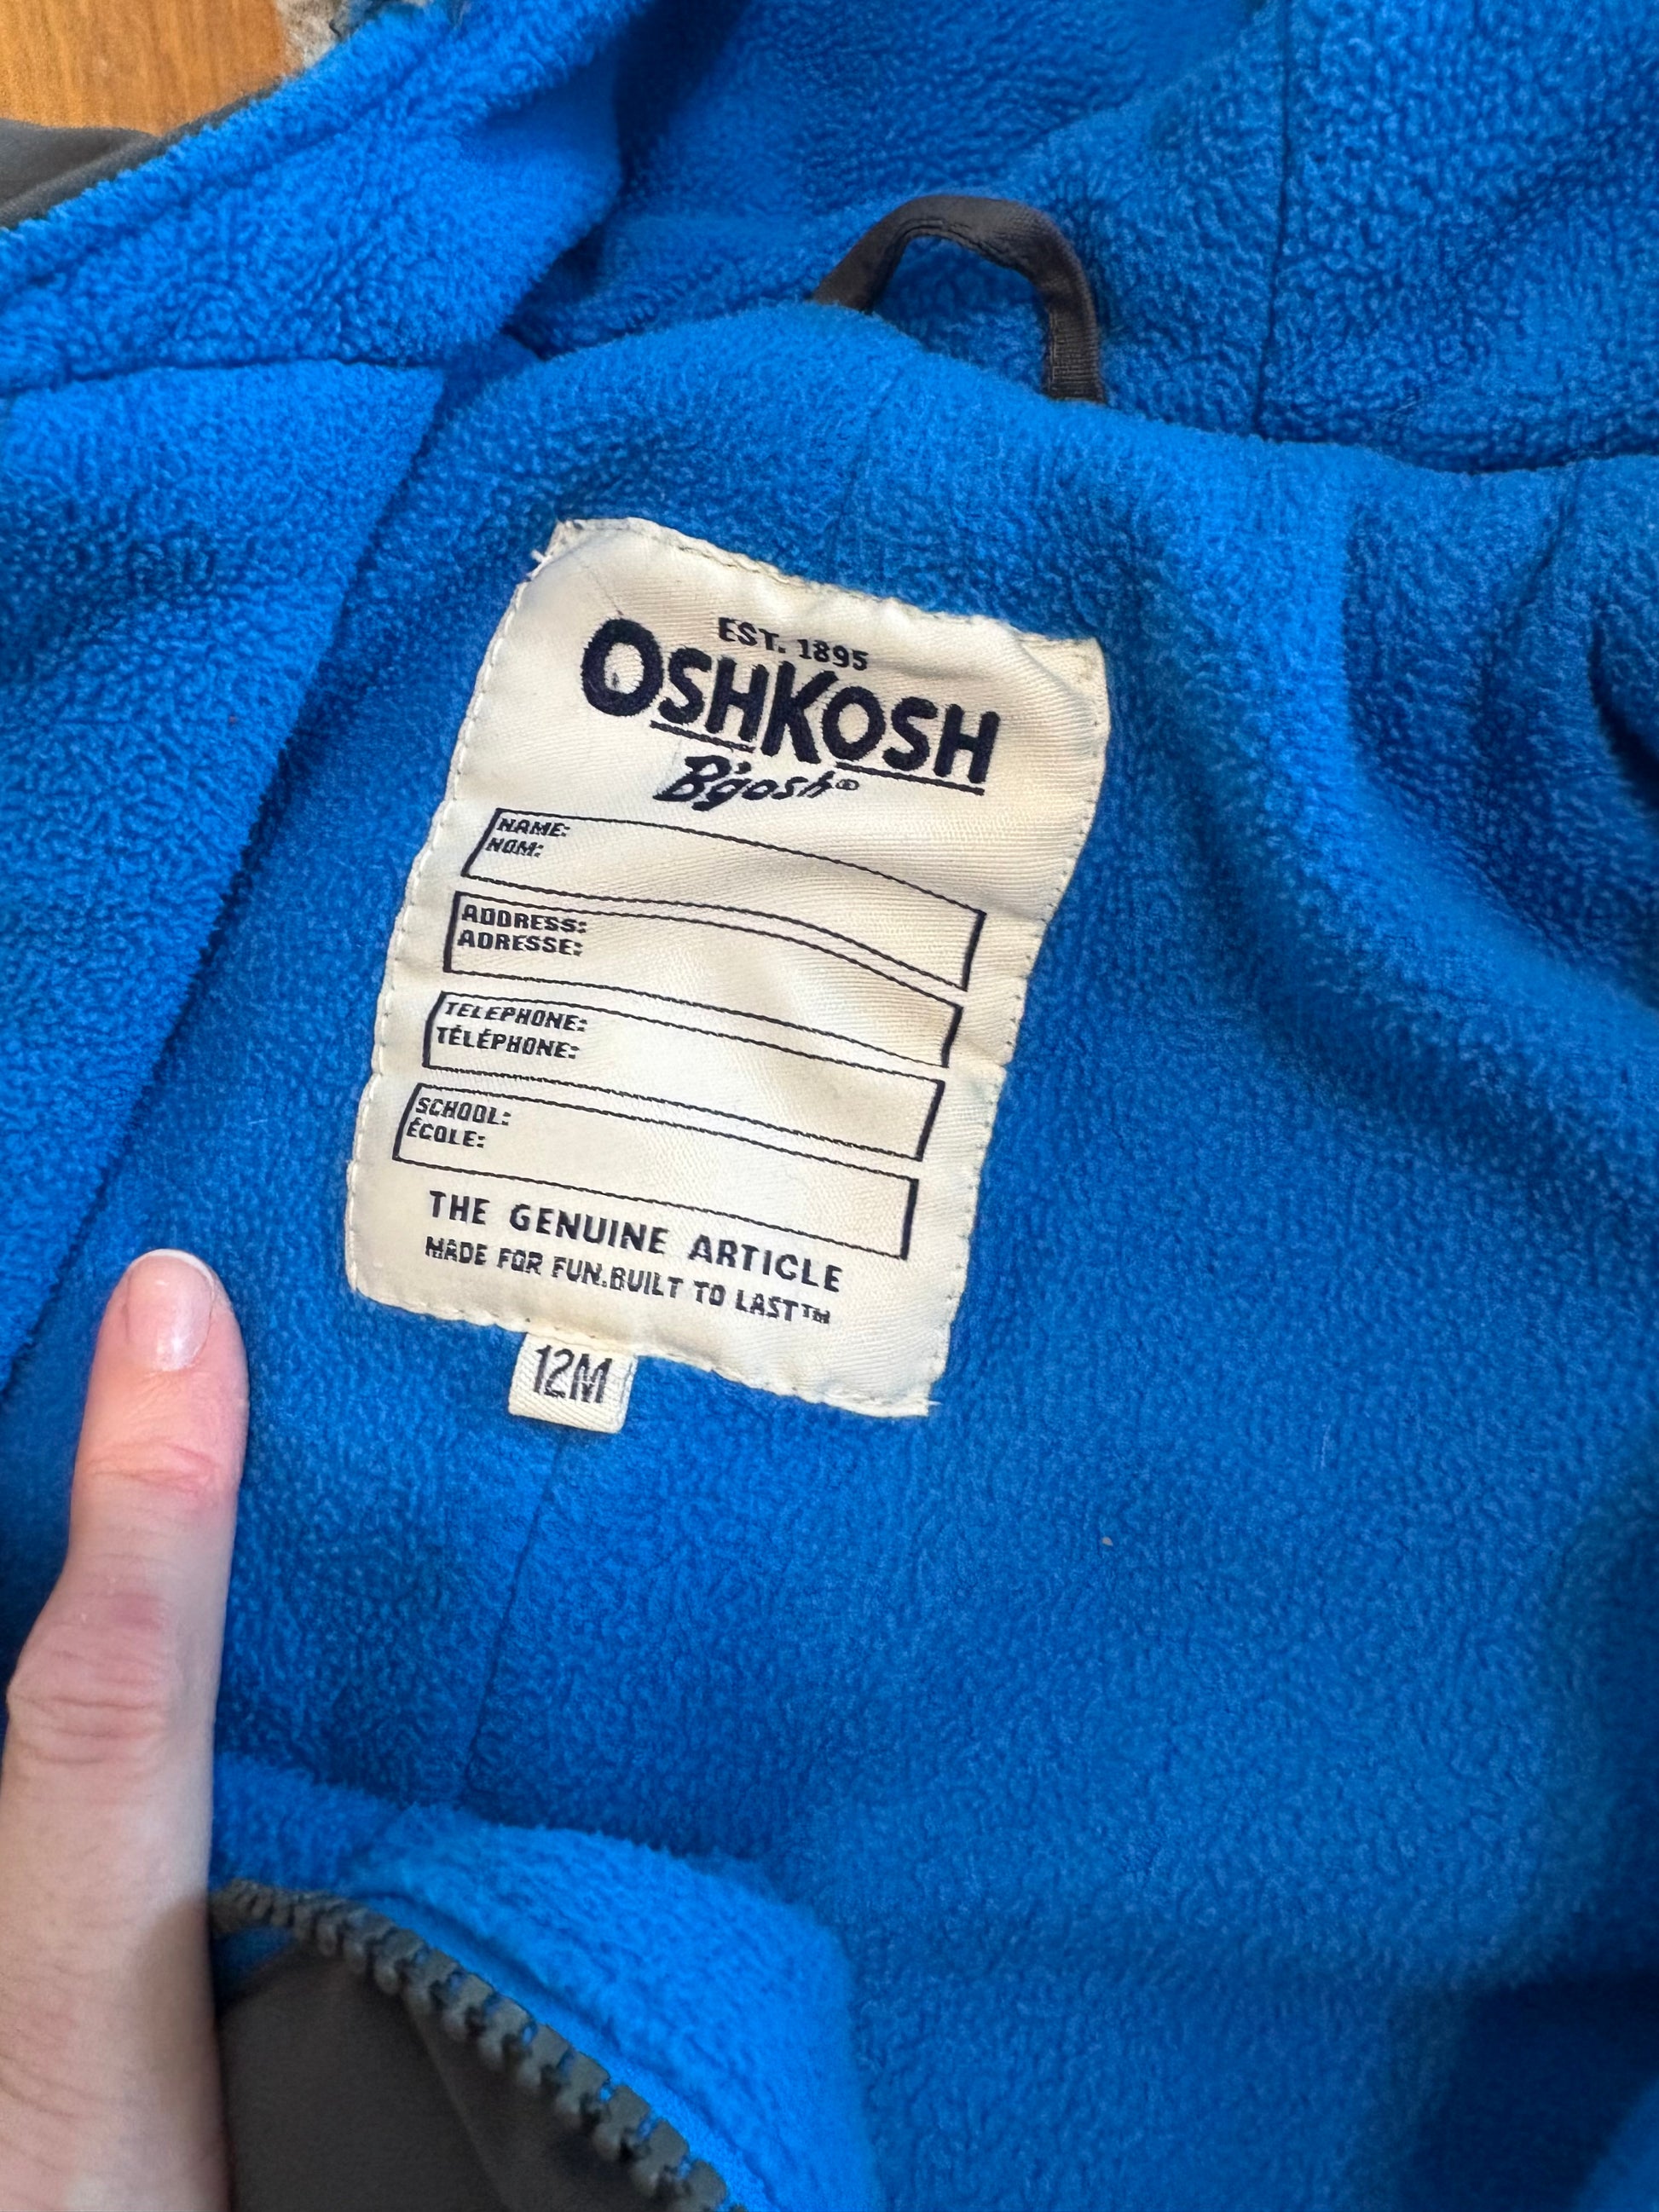 EST. 1895
OSHKOSH
B'gosh®
NAME:
NOM:
ADDRESS:
ADRESSE:
TELEPHONE:
TÉLÉPHONE:
SCHOOL:
ÉCOLE:
THE GENUINE ARTICLE
MADE FOR FUN.BUILT TO LAST™
12M